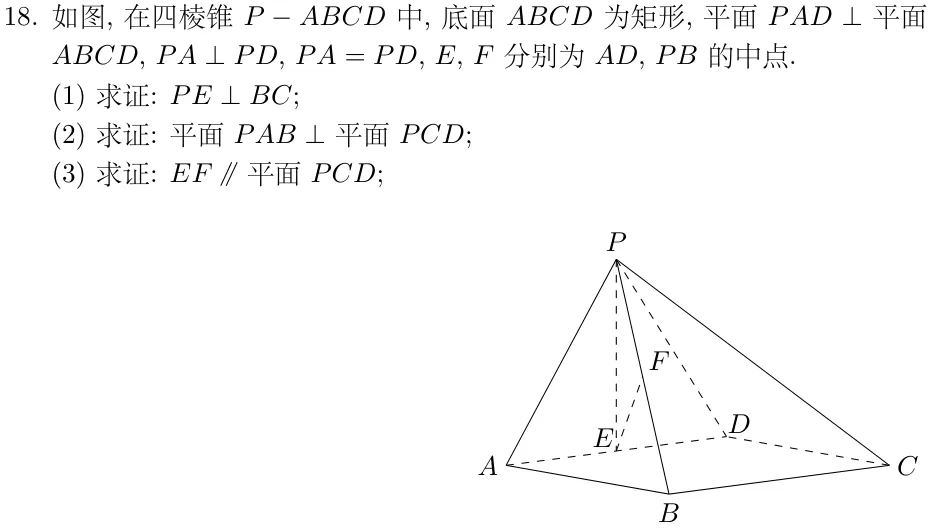 18. 如图, 在四棱锥 P − ABCD 中, 底面 ABCD 为矩形, 平面 PAD ⊥ 平面
ABCD, PA ⊥ PD, PA = PD, E, F 分别为 AD, PB 的中点.
(1) 求证: PE ⊥ BC;
(2) 求证: 平面 PAB ⊥ 平面 PCD;
(3) 求证: EF ∥ 平面 PCD;
P
F
E
D
A
C
B